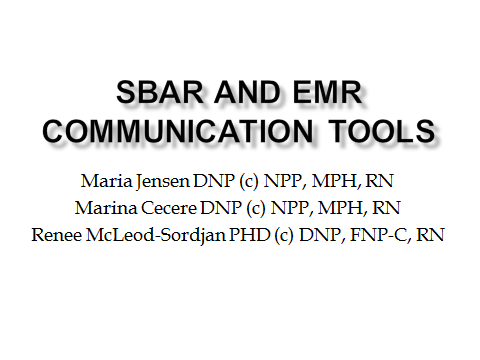 SBAR AND EMR
COMMUNICATION TOOLS
Maria Jensen DNP (c) NPP, MPH, RN
Marina Cecere DNP (c) NPP, MPH, RN
Renee McLeod-Sordjan PHD (c) DNP, FNP-C, RN